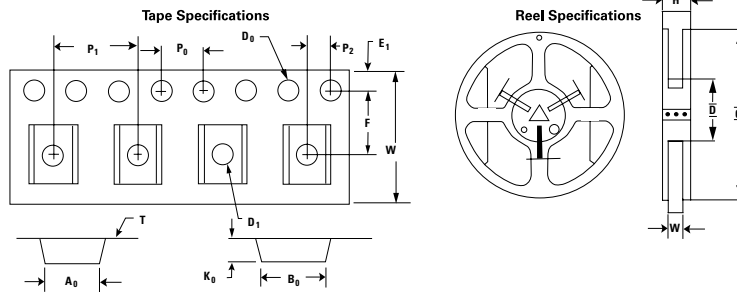 Tape Specifications
Reel Specifications
P1 P0 D0 P2 E1
F
W
D1
T
A0
K0
B0
H
D
W